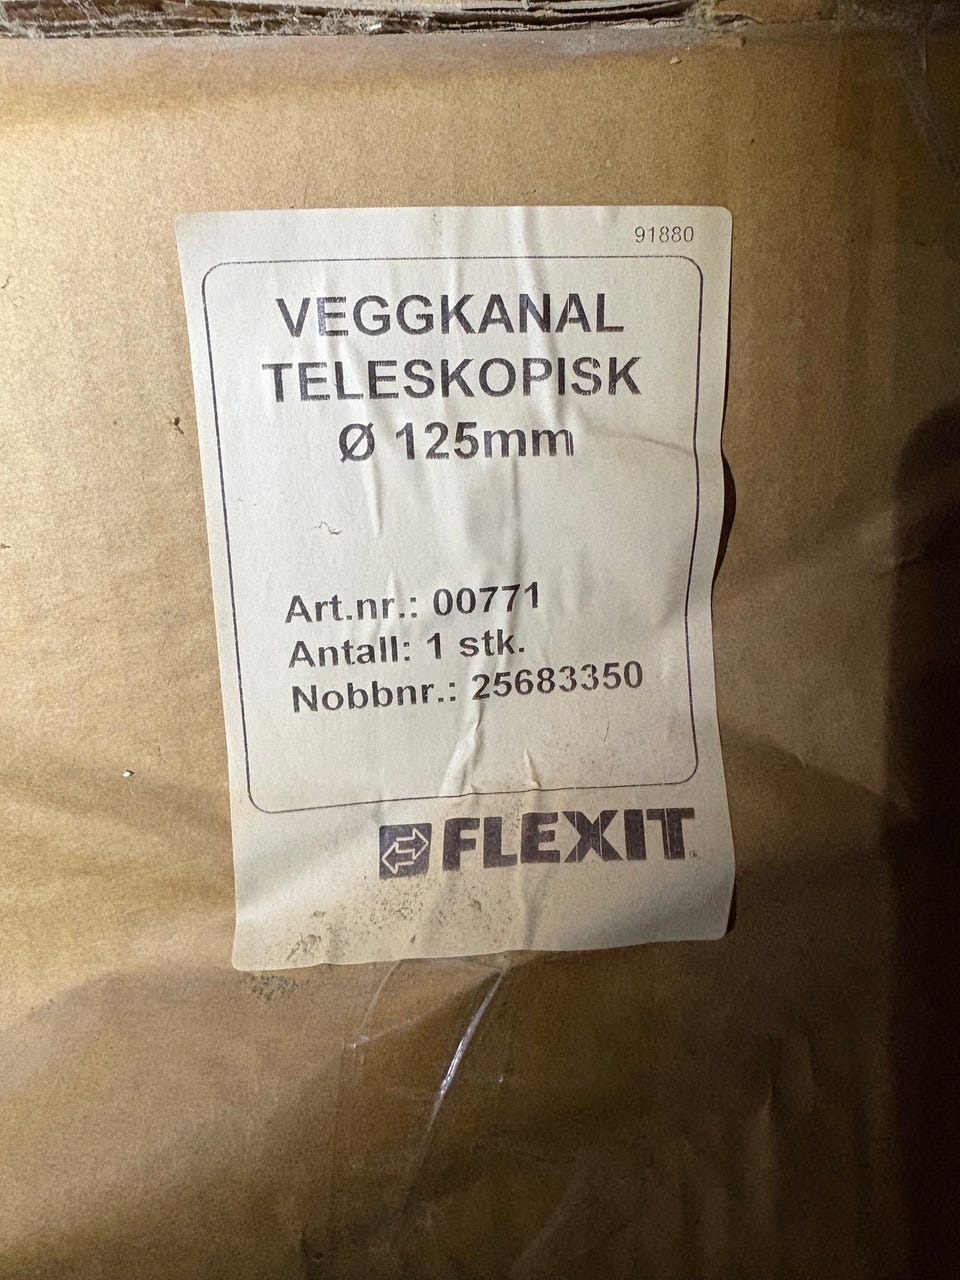 91880
VEGGKANAL
TELESKOPISK
Ø 125mm
Art.nr.: 00771
Antall: 1 stk.
Nobbnr.: 25683350
FLEXIT®